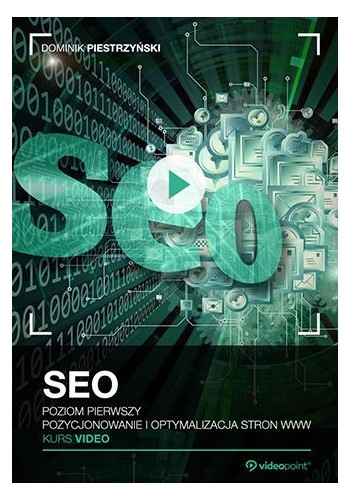 DOMINIK PIESTRZYŃSKI
seo
SEO
POZIOM PIERWSZY
POZYCJONOWANIE I OPTYMALIZACJA STRON WWW
KURS VIDEO
videopoint